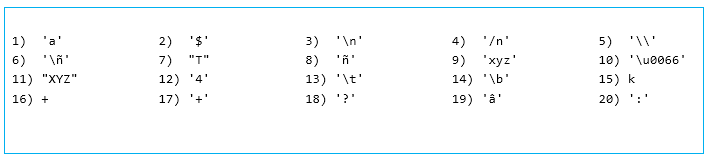 1) 'a' 2) '$' 3) '\n' 4) '/n' 5) '\\'
6) '\ñ' 7) "T" 8) 'ñ' 9) 'xyz' 10) '\u0066'
11) "XYZ" 12) '4' 13) '\t' 14) '\b' 15) k
16) + 17) '+' 18) '?' 19) 'â' 20) ':'